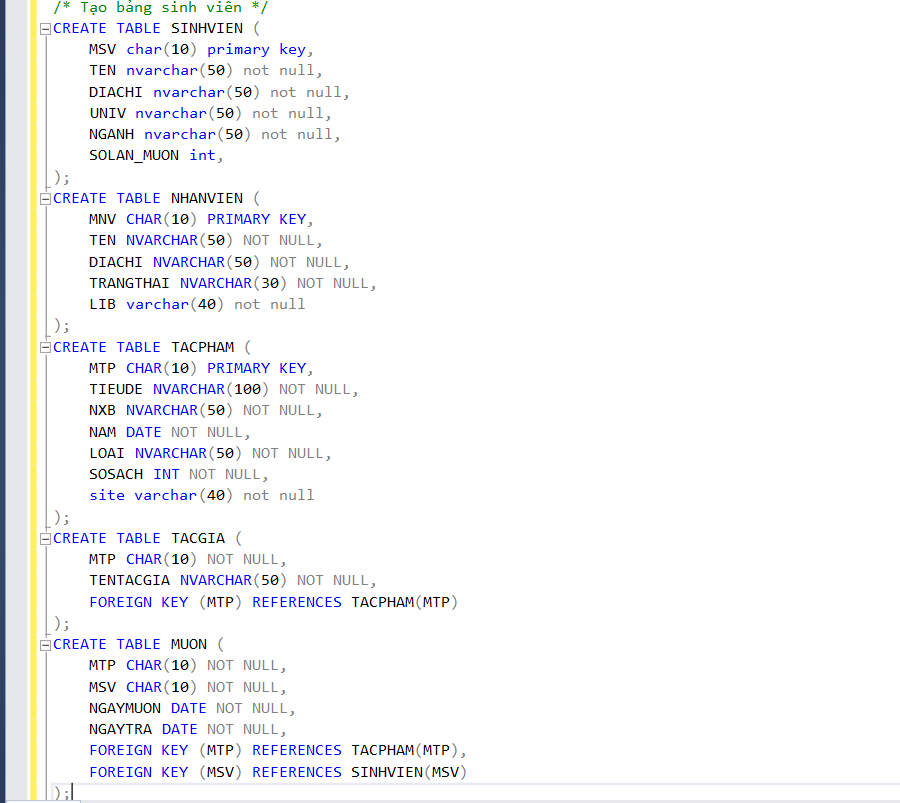 /* Tạo bảng sinh viên */
CREATE TABLE SINHVIEN (
MSV char(10) primary key,
TEN nvarchar(50) not null,
DIACHI nvarchar(50) not null,
UNIV nvarchar(50) not null,
NGANH nvarchar(50) not null,
SOLAN_MUON int,
);
CREATE TABLE NHANVIEN (
MNV CHAR(10) PRIMARY KEY,
TEN NVARCHAR(50) NOT NULL,
DIACHI NVARCHAR(50) NOT NULL,
TRANGTHAI NVARCHAR(30) NOT NULL,
LIB varchar(40) not null
);
CREATE TABLE TACPHAM (
MTP CHAR(10) PRIMARY KEY,
TIEUDE NVARCHAR(100) NOT NULL,
NXB NVARCHAR(50) NOT NULL,
NAM DATE NOT NULL,
LOAI NVARCHAR(50) NOT NULL,
SOSACH INT NOT NULL,
site varchar(40) not null
);
CREATE TABLE TACGIA (
MTP CHAR(10) NOT NULL,
TENTACGIA NVARCHAR(50) NOT NULL,
FOREIGN KEY (MTP) REFERENCES TACPHAM(MTP)
);
CREATE TABLE MUON (
MTP CHAR(10) NOT NULL,
MSV CHAR(10) NOT NULL,
NGAYMUON DATE NOT NULL,
NGAYTRA DATE NOT NULL,
FOREIGN KEY (MTP) REFERENCES TACPHAM(MTP),
FOREIGN KEY (MSV) REFERENCES SINHVIEN(MSV)
);